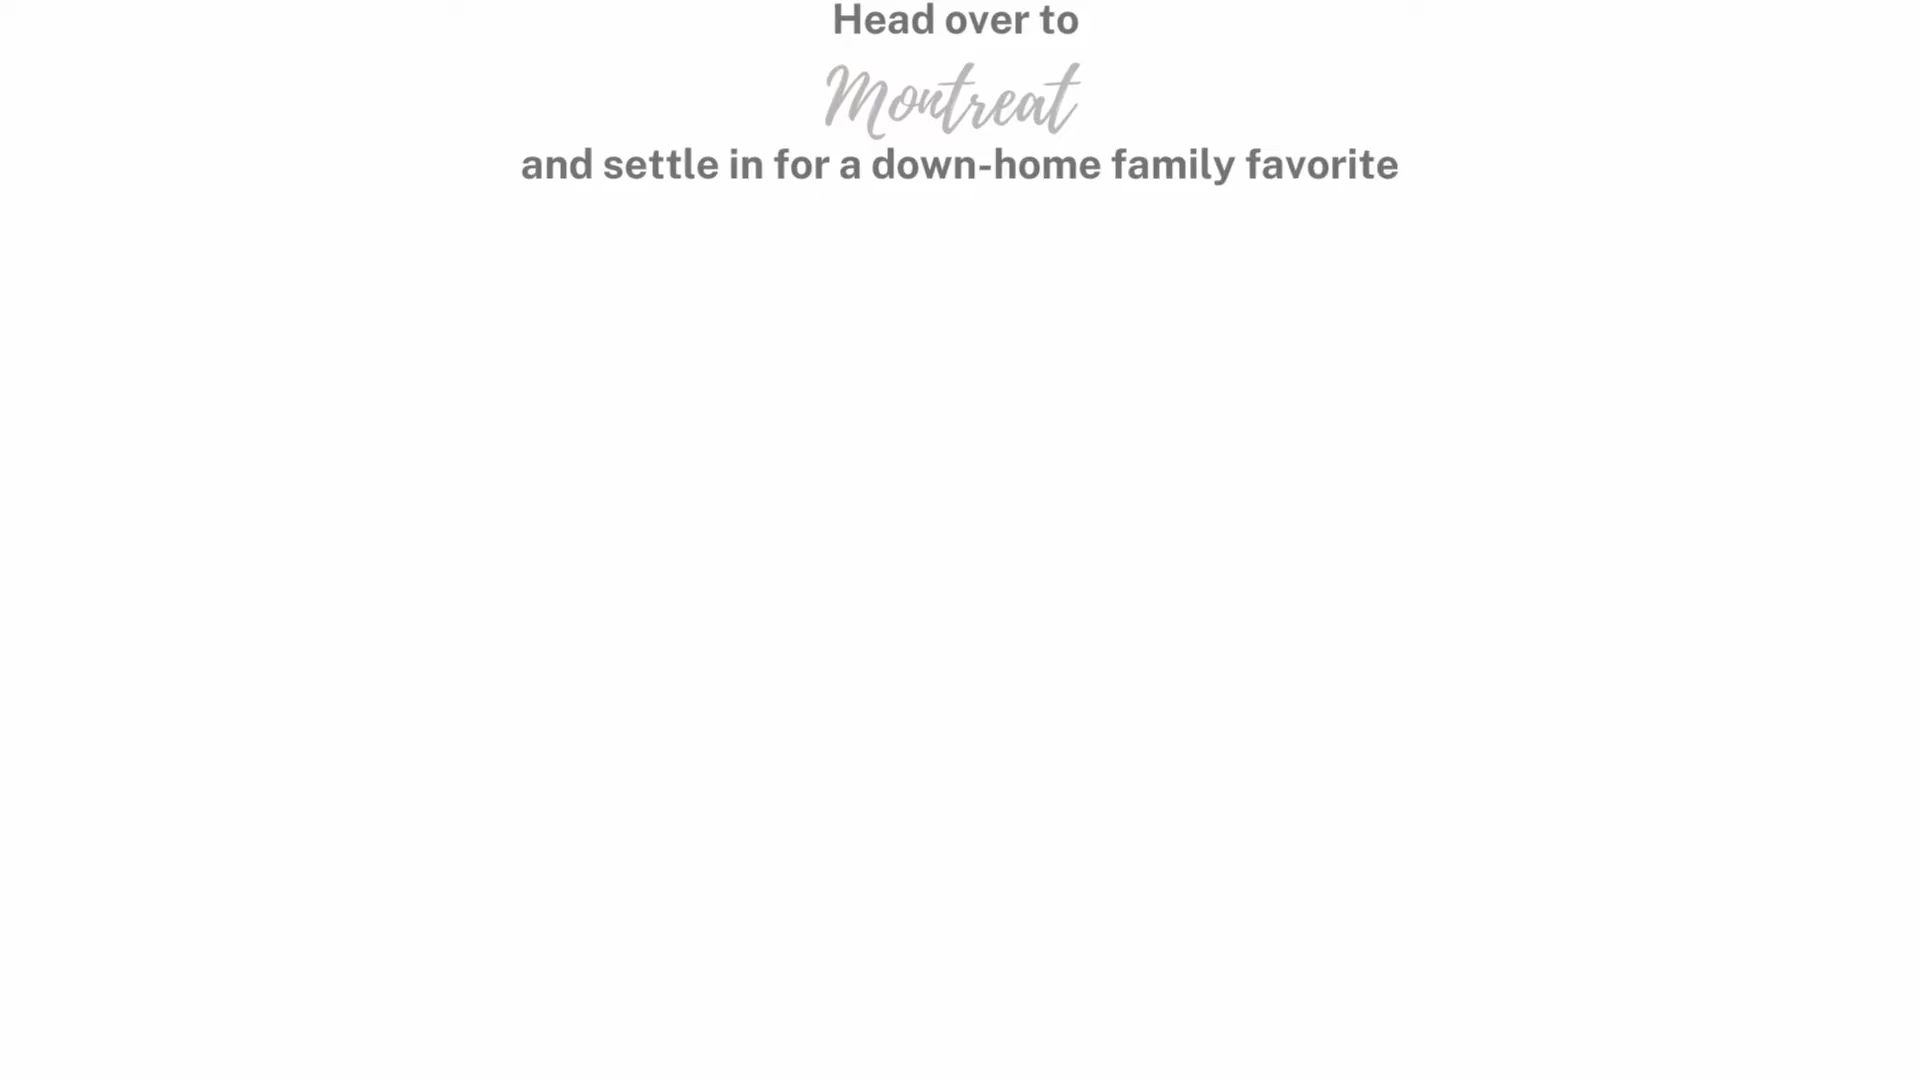 Head over to
Montreat
and settle in for a down-home family favorite